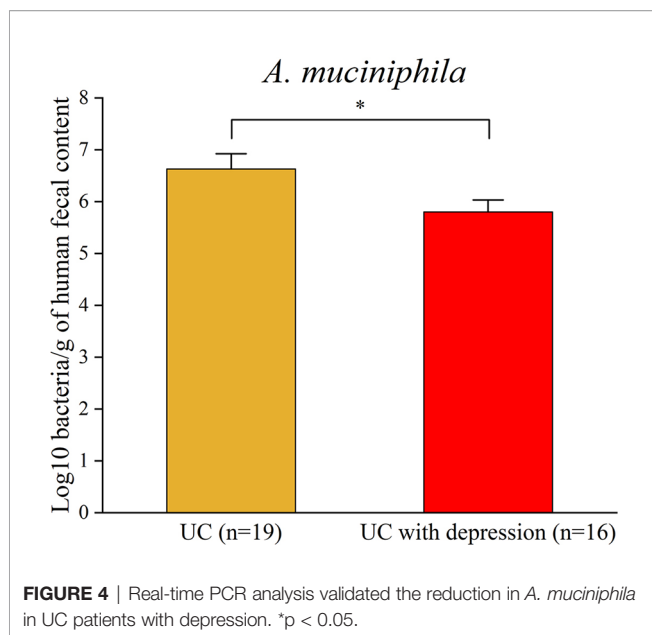 A. muciniphila
*
8
7
6
5
4
3
2
1
0
Log10 bacteria/g of human fecal content
UC (n=19)
UC with depression (n=16)
FIGURE 4 | Real-time PCR analysis validated the reduction in A. muciniphila
in UC patients with depression. *p < 0.05.